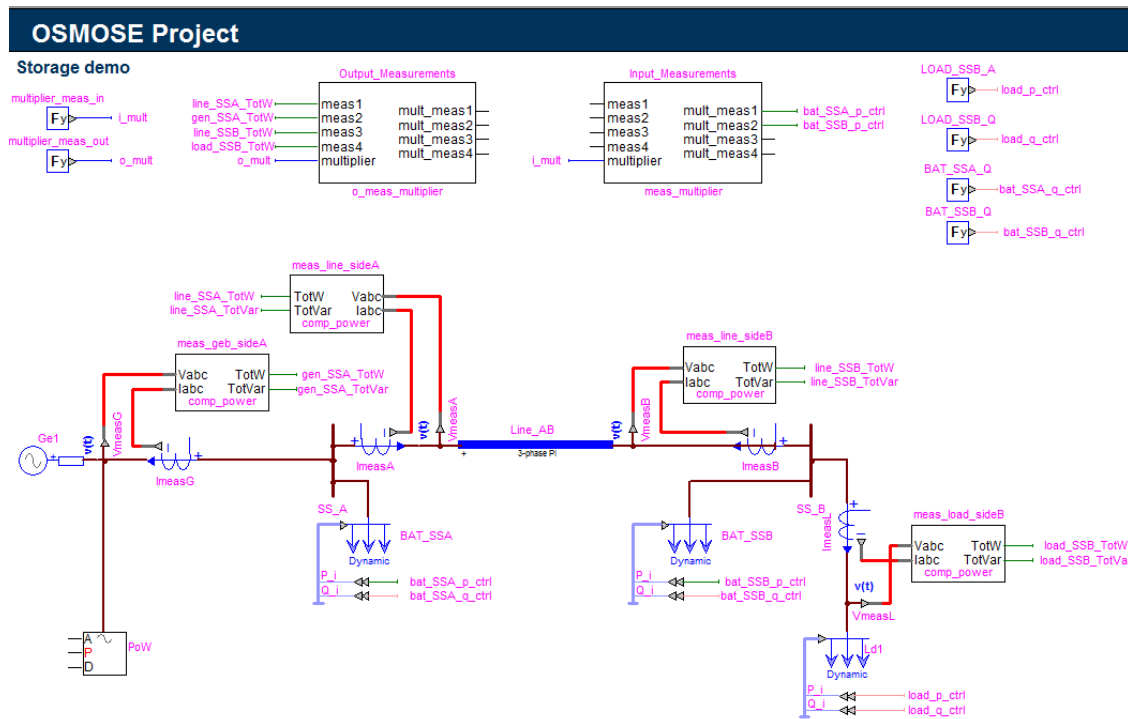 OSMOSE Project
Storage demo
multiplier_meas_in
Fy
i_mult
multiplier_meas_out
Fy
o_mult
Output_Measurements
line_SSA_TotW
gen_SSA_TotW
line_SSB_TotW
load_SSB_TotW
o_mult
meas1
meas2
meas3
meas4
multiplier
mult_meas1
mult_meas2
mult_meas3
mult_meas4
o_meas_multiplier
Input_Measurements
i_mult
meas1
meas2
meas3
meas4
multiplier
mult_meas1
mult_meas2
mult_meas3
mult_meas4
bat_SSA_p_ctrl
bat_SSB_p_ctrl
meas_multiplier
LOAD_SSB_A
Fy
load_p_ctrl
LOAD_SSB_Q
Fy
load_q_ctrl
BAT_SSA_Q
Fy
bat_SSA_q_ctrl
BAT_SSB_Q
Fy
bat_SSB_q_ctrl
meas_line_sideA
line_SSA_TotW
line_SSA_TotVar
TotW Vabc
TotVar Iabc
comp_power
meas_geb_sideA
Vabc TotW
Iabc TotVar
comp_power
gen_SSA_TotW
gen_SSA_TotVar
meas_line_sideB
Vabc TotW
Iabc TotVar
comp_power
line_SSB_TotW
line_SSB_TotVar
Ge1
+
v(t)
VmeasG
I
+
ImeasG
SS_A
+
I
ImeasA
v(t)
VmeasA
Line_AB
+
3-phase PI
v(t)
VmeasB
I
+
ImeasB
SS_B
BAT_SSA
Dynamic
P_i
bat_SSA_p_ctrl
Q_i
bat_SSA_q_ctrl
BAT_SSB
Dynamic
P_i
bat_SSB_p_ctrl
Q_i
bat_SSB_q_ctrl
+
I
ImeasL
meas_load_sideB
Vabc TotW
Iabc TotVar
comp_power
load_SSB_TotW
load_SSB_TotVa
v(t)
VmeasL
Ld1
Dynamic
P_i
load_p_ctrl
Q_i
load_q_ctrl
A
P
D
PoW